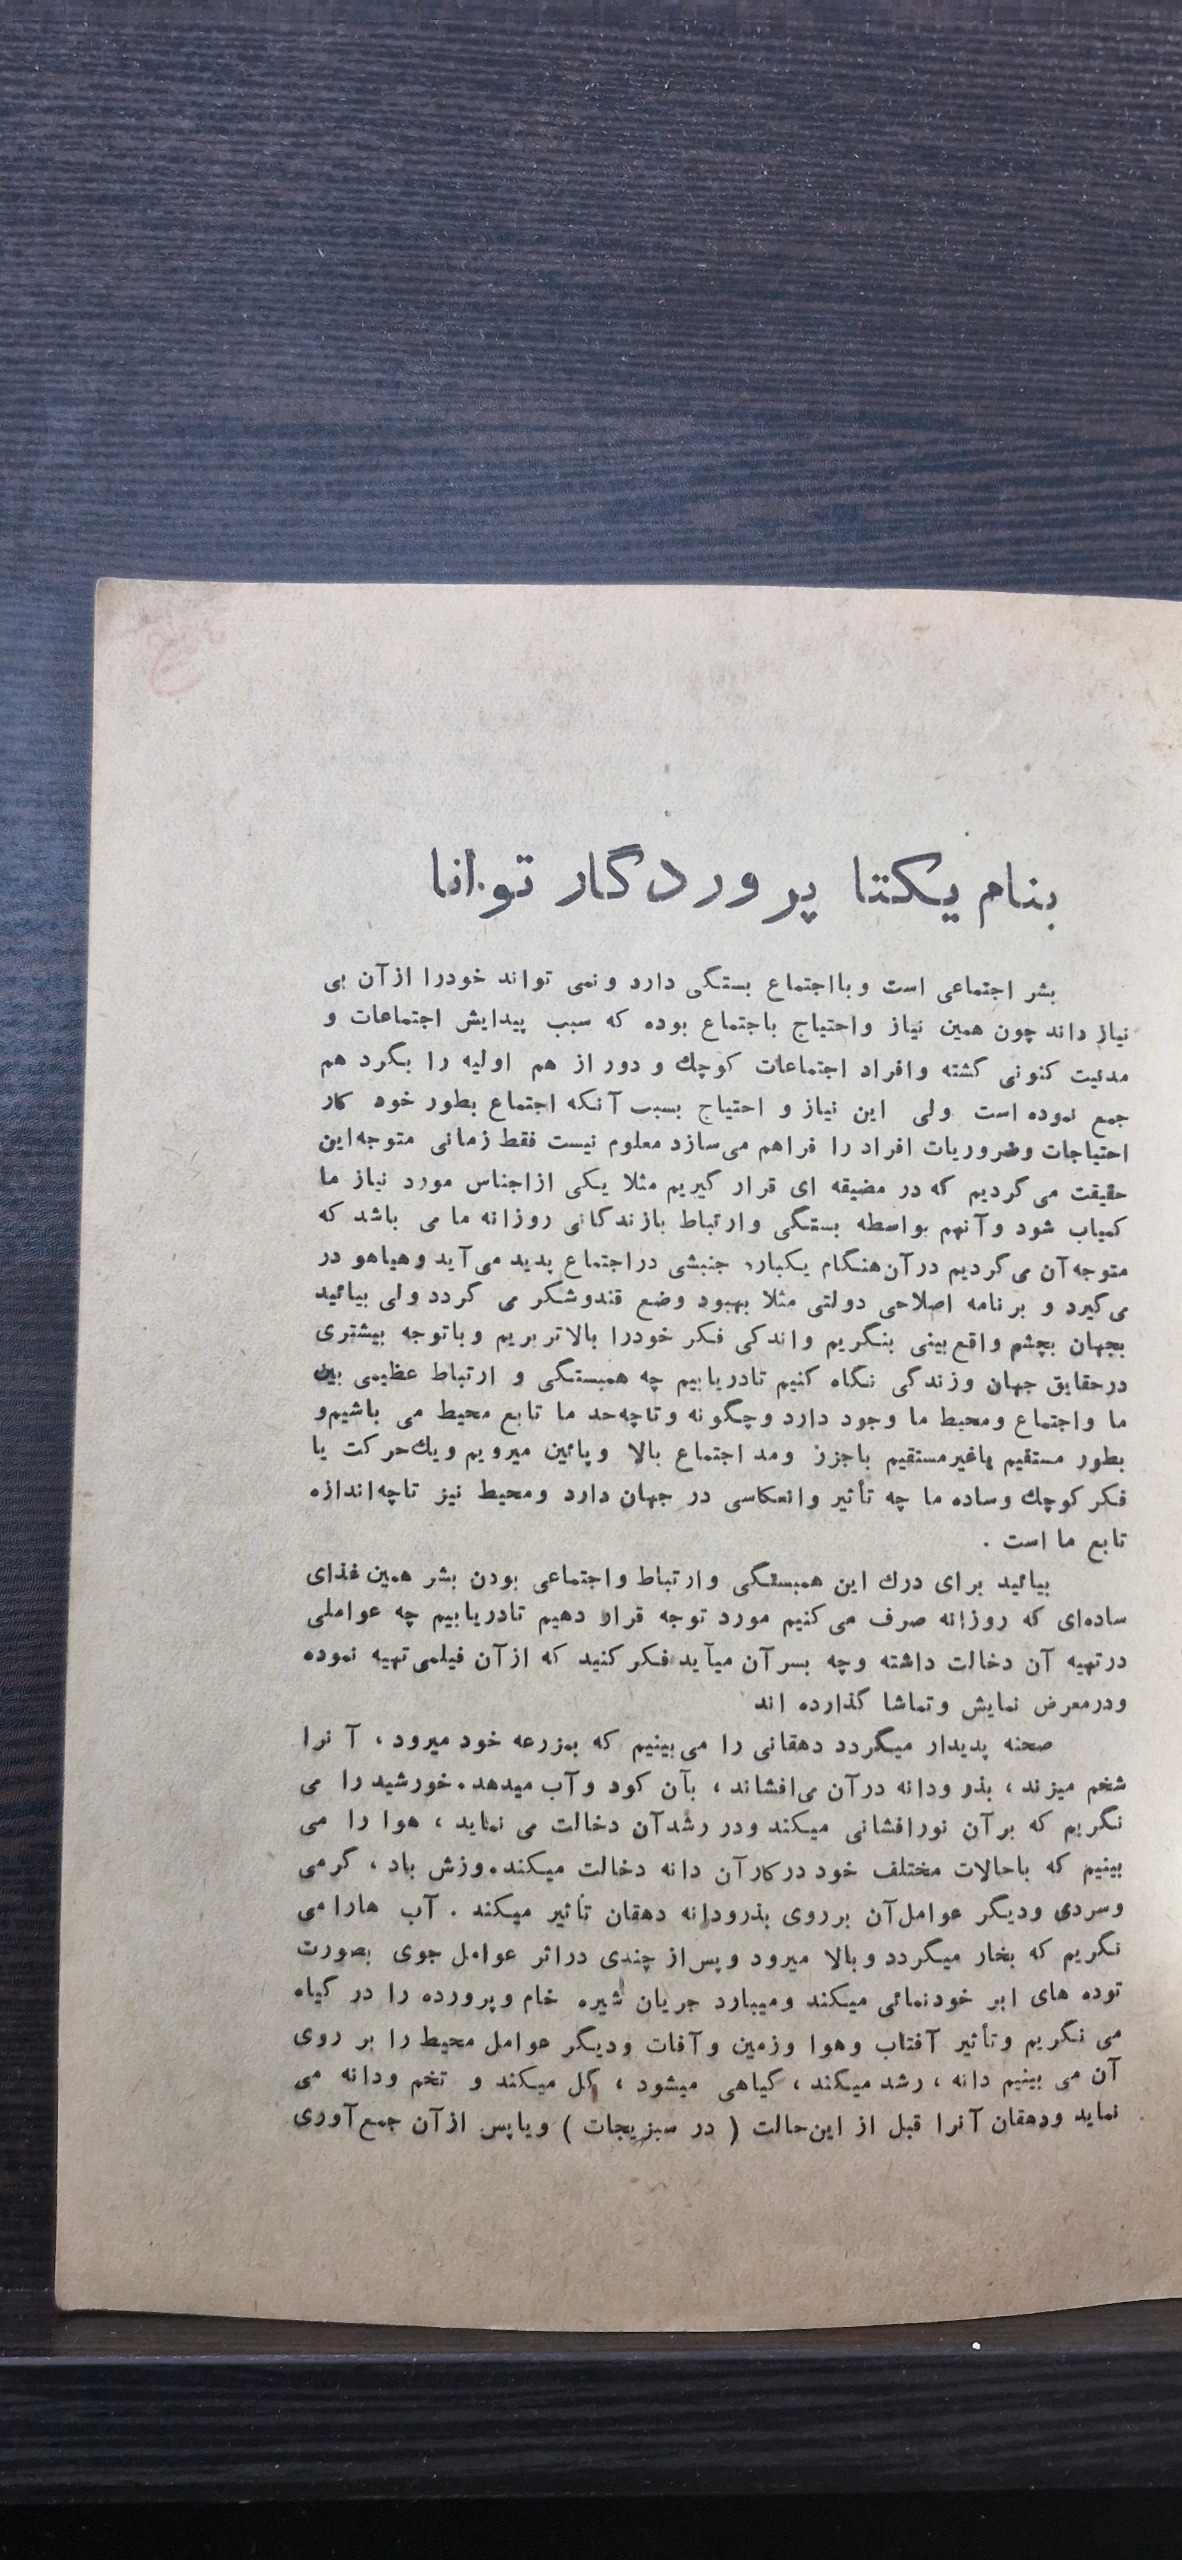 بنام یکتا پروردگار توانا
بشر اجتماعی است و بااجتماع بستگی دارد و نمی تواند خودرا ازآن بی
نیاز داند چون همین نیاز واحتیاج باجتماع بوده که سبب پیدایش اجتماعات و
مدنیت کنونی گشته وافراد اجتماعات کوچك و دور از هم اولیه را بگرد هم
جمع نموده است ولی این نیاز و احتیاج بسبب آنکه اجتماع بطور خود کار
احتیاجات وضروریات افراد را فراهم می‌سازد معلوم نیست فقط زمانی متوجه‌این
حقیقت می‌گردیم که در مضیقه ای قرار گیریم مثلا یکی ازاجناس مورد نیاز ما
کمیاب شود وآنهم بواسطه بستگی وارتباط بازندگانی روزانه ما می باشد که
متوجه‌آن می‌گردیم درآن‌هنگام یکباره جنبشی دراجتماع پدید می‌آید وهیاهو در
می‌گیرد و برنامه اصلاحی دولتی مثلا بهبود وضع قندوشکر می گردد ولی بیائید
بجهان بچشم واقع‌بینی بنگریم واندکی فکر خودرا بالاتر بریم وباتوجه بیشتری
درحقایق جهان وزندگی نگاه کنیم تادریابیم چه همبستگی و ارتباط عظیمی بین
ما واجتماع ومحیط ما وجود دارد وچگونه وتاچه‌حد ما تابع محیط می باشیم‌و
بطور مستقیم یاغیرمستقیم باجزز ومد اجتماع بالا وپائین میرویم ویك‌حرکت یا
فکر کوچك وساده ما چه تأثیر وانعکاسی در جهان دارد ومحیط نیز تاچه‌اندازه
تابع ما است .
بیائید برای درك این همبستگی وارتباط واجتماعی بودن بشر همین غذای
ساده‌ای که روزانه صرف می‌کنیم مورد توجه قرار دهیم تادریابیم چه عواملی
درتهیه آن دخالت داشته وچه بسرآن میآید فکر کنید که ازآن فیلمی‌تهیه نموده
ودرمعرض نمایش وتماشا گذارده اند
صحنه پدیدار میگردد دهقانی را می‌بینیم که بمزرعه خود میرود ، آنرا
شخم میزند ، بذر ودانه درآن می‌افشاند ، بآن کود وآب میدهد . خورشید را می
نگریم که برآن نورافشانی میکند ودر رشدآن دخالت می نماید ، هوا را می
بینیم که باحالات مختلف خود درکارآن دانه دخالت میکند . وزش باد ، گرمی
وسردی ودیگر عوامل‌آن برروی بذرودانه دهقان تأثیر میکند . آب هارا می
نگریم که بخار میگردد وبالا میرود وپس‌از چندی دراثر عوامل جوی بصورت
توده های ابر خودنمائی میکند ومیبارد جریان شیره خام وپرورده را در گیاه
می نگریم وتأثیر آفتاب وهوا وزمین وآفات ودیگر عوامل محیط را بر روی
آن می بینیم دانه ، رشد میکند ، گیاهی میشود ، گل میکند و تخم ودانه می
نماید ودهقان آنرا قبل از این‌حالت ( در سبزیجات ) ویاپس ازآن جمع‌آوری